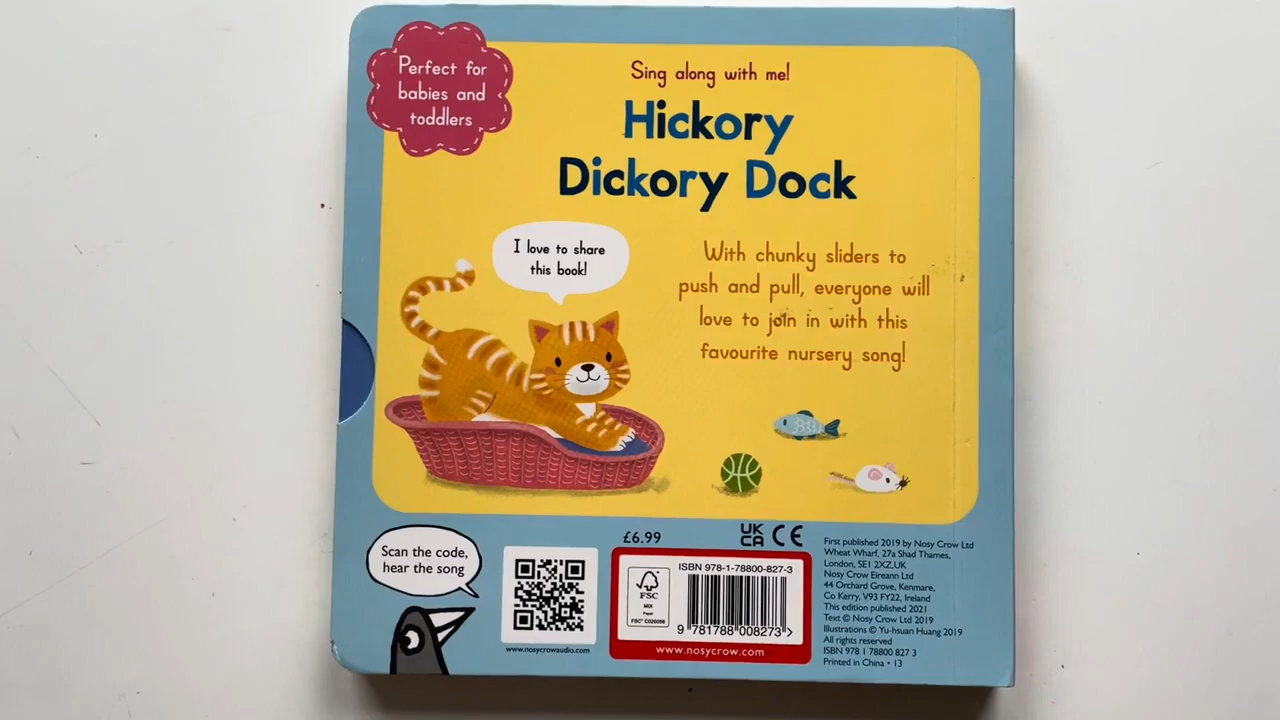 Perfect for
babies and
toddlers
Sing along with me!
Hickory
Dickory Dock
I love to share
this book!
With chunky sliders to
push and pull, everyone will
love to join in with this
favourite nursery song!
Scan the code,
hear the song
www.nosycrowaudio.com
£6.99
UK
CA CE
FSC
MIX
Paper
FSC® C020056
ISBN 978-1-78800-827-3
9 781788 008273 >
www.nosycrow.com
First published 2019 by Nosy Crow Ltd
Wheat Wharf, 27a Shad Thames,
London, SE1 2XZ, UK
Nosy Crow Eireann Ltd
44 Orchard Grove, Kenmare,
Co Kerry, V93 FY22, Ireland
This edition published 2021
Text © Nosy Crow Ltd 2019
Illustrations © Yu-hsuan Huang 2019
All rights reserved
ISBN 978 1 78800 827 3
Printed in China • 13